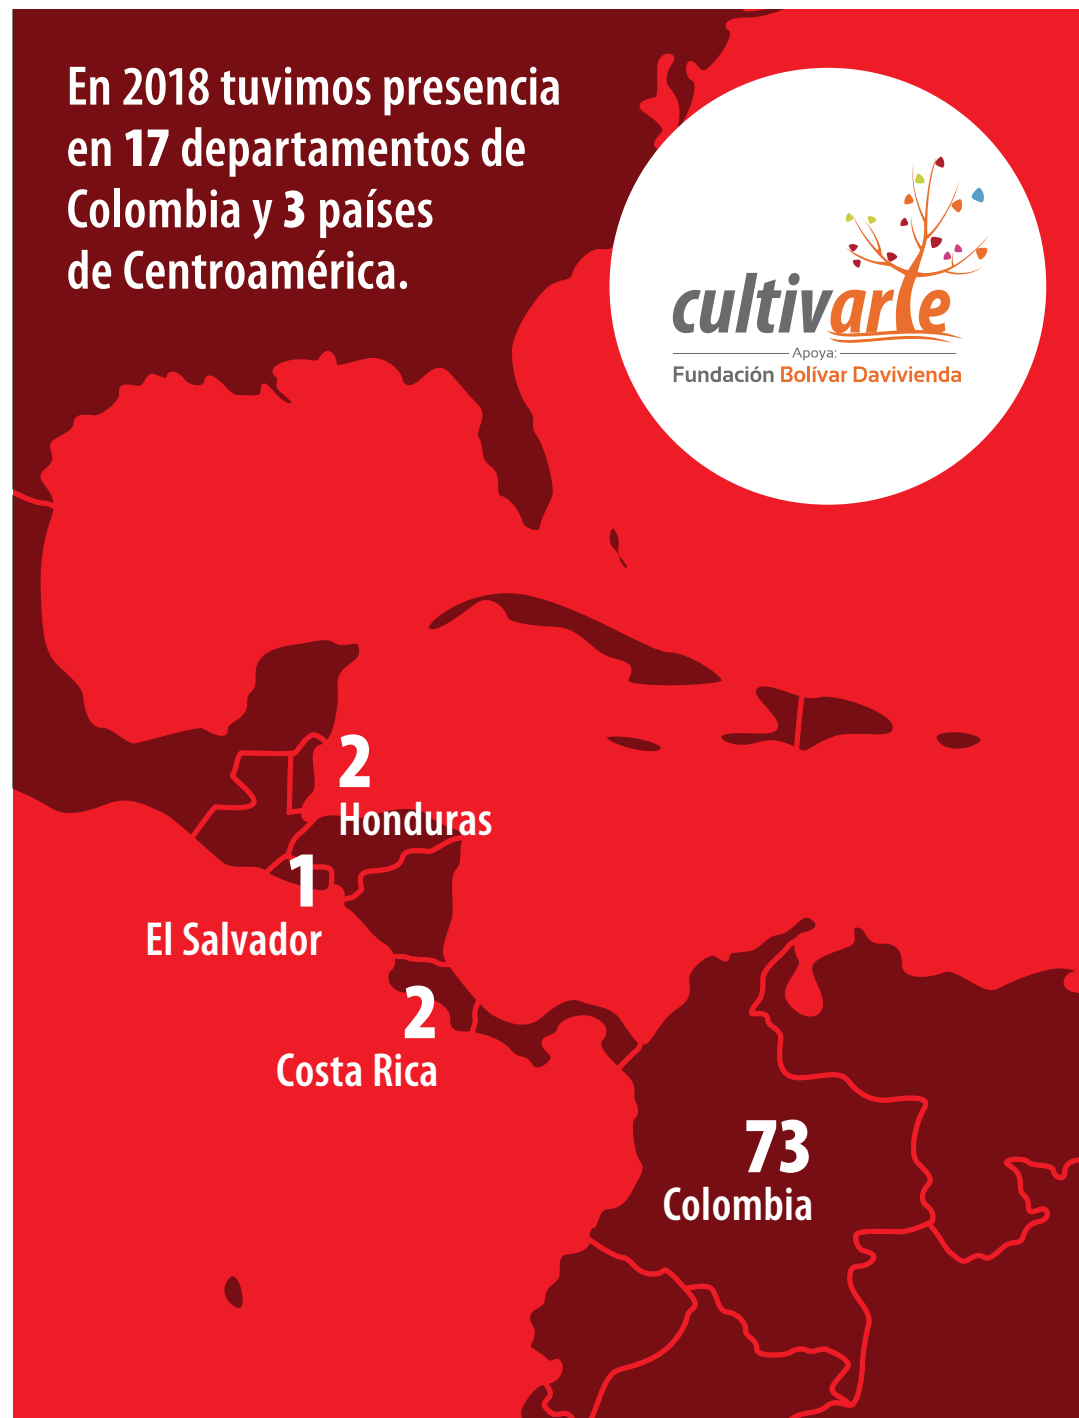 En 2018 tuvimos presencia
en 17 departamentos de
Colombia y 3 países
de Centroamérica.
cultivarte
Apoya:
Fundación Bolívar Davivienda
2
Honduras
1
El Salvador
2
Costa Rica
73
Colombia